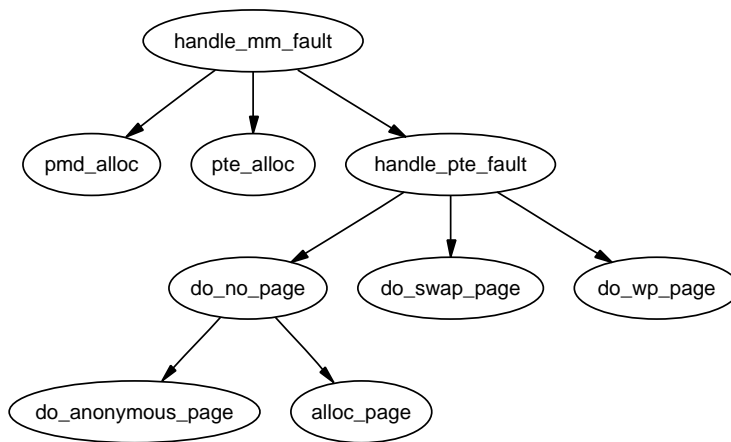 handle_mm_fault
pmd_alloc
pte_alloc
handle_pte_fault
do_no_page
do_swap_page
do_wp_page
do_anonymous_page
alloc_page